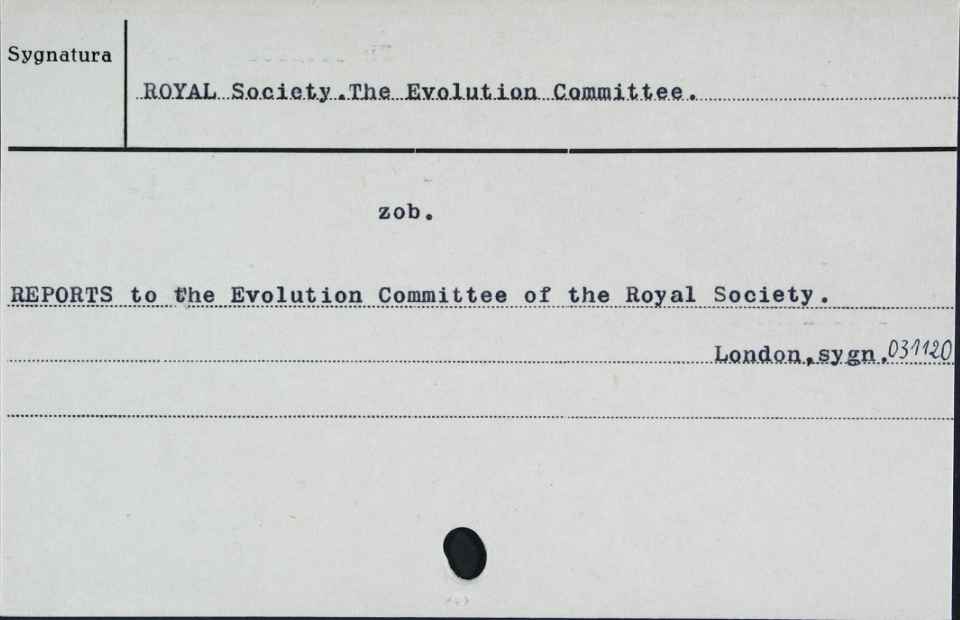 Sygnatura
ROYAL Society.The Evolution Committee.
zob.
REPORTS to the Evolution Committee of the Royal Society.
London,sygn.031120